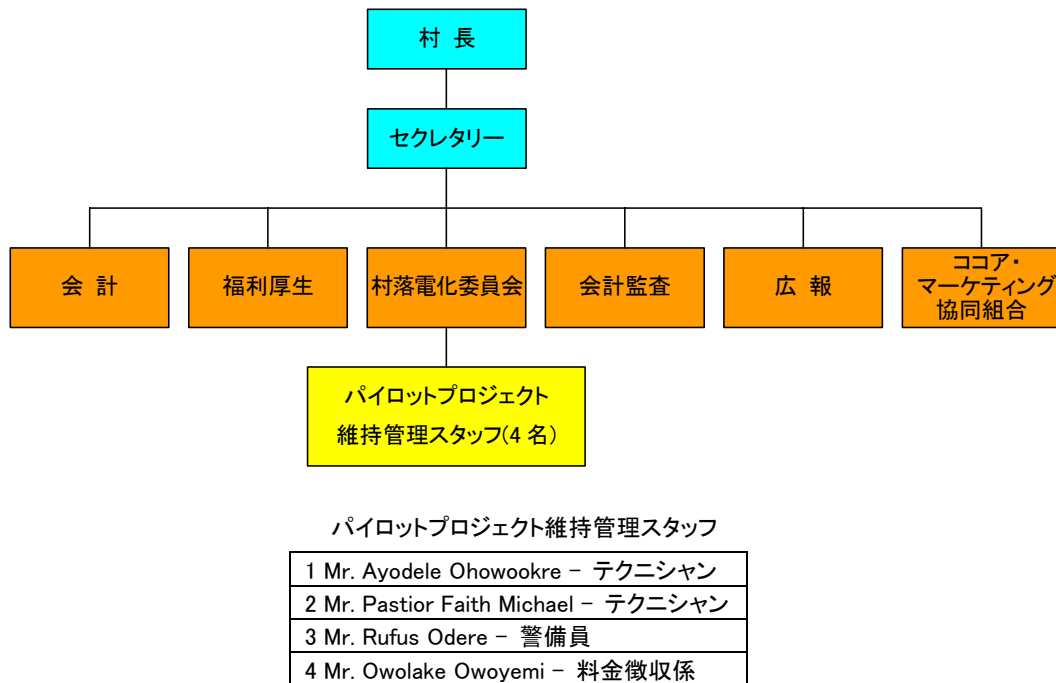 村 長
セクレタリー
会 計
福利厚生
村落電化委員会
会計監査
広 報
ココア・
マーケティング
協同組合
パイロットプロジェクト
維持管理スタッフ(4 名)
パイロットプロジェクト維持管理スタッフ
1 Mr. Ayodele Ohowookre − テクニシャン
2 Mr. Pastior Faith Michael − テクニシャン
3 Mr. Rufus Odere − 警備員
4 Mr. Owolake Owoyemi − 料金徴収係